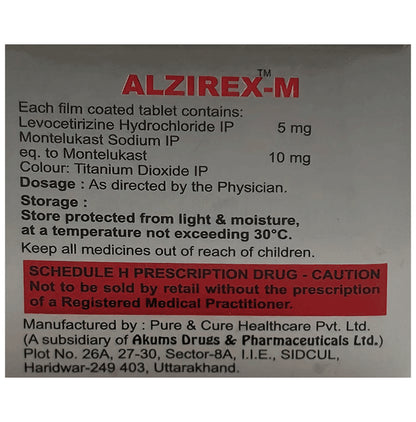 ALZIREX-M™
Each film coated tablet contains:
Levocetirizine Hydrochloride IP 5 mg
Montelukast Sodium IP
eq. to Montelukast 10 mg
Colour: Titanium Dioxide IP
Dosage : As directed by the Physician.
Storage :
Store protected from light & moisture,
at a temperature not exceeding 30°C.
Keep all medicines out of reach of children.
SCHEDULE H PRESCRIPTION DRUG - CAUTION
Not to be sold by retail without the prescription
of a Registered Medical Practitioner.
Manufactured by : Pure & Cure Healthcare Pvt. Ltd.
(A subsidiary of Akums Drugs & Pharmaceuticals Ltd.)
Plot No. 26A, 27-30, Sector-8A, I.I.E., SIDCUL,
Haridwar-249 403, Uttarakhand.